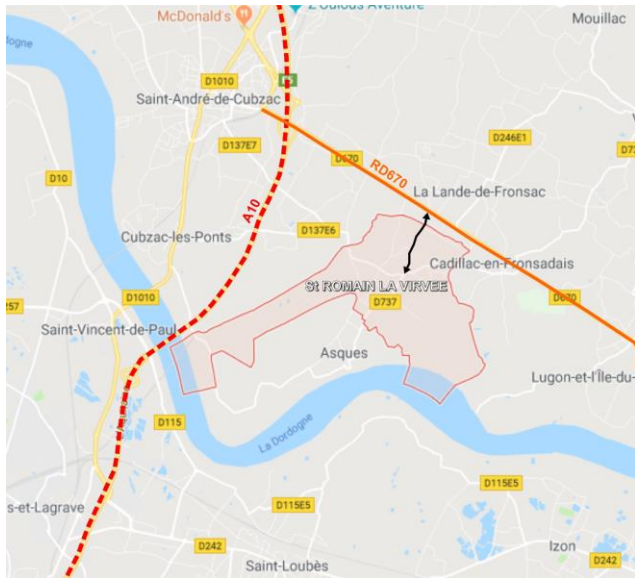 Z'Oulous Aventure
McDonald's
Mouillac
Dordogne
D1010
Saint-André-de-Cubzac
D246E1
D137E7
D670
RD670
D10
La Lande-de-Fronsac
A10
D137E6
Cubzac-les-Ponts
Cadillac-en-Fronsadais
St ROMAIN LA VIRVEE
D1010
D737
D670
Saint-Vincent-de-Paul
Asques
Lugon-et-l'Île-du-
D115
La Dordogne
D115E5
D115E5
s-et-Lagrave
D242
Izon
D242
Saint-Loubès